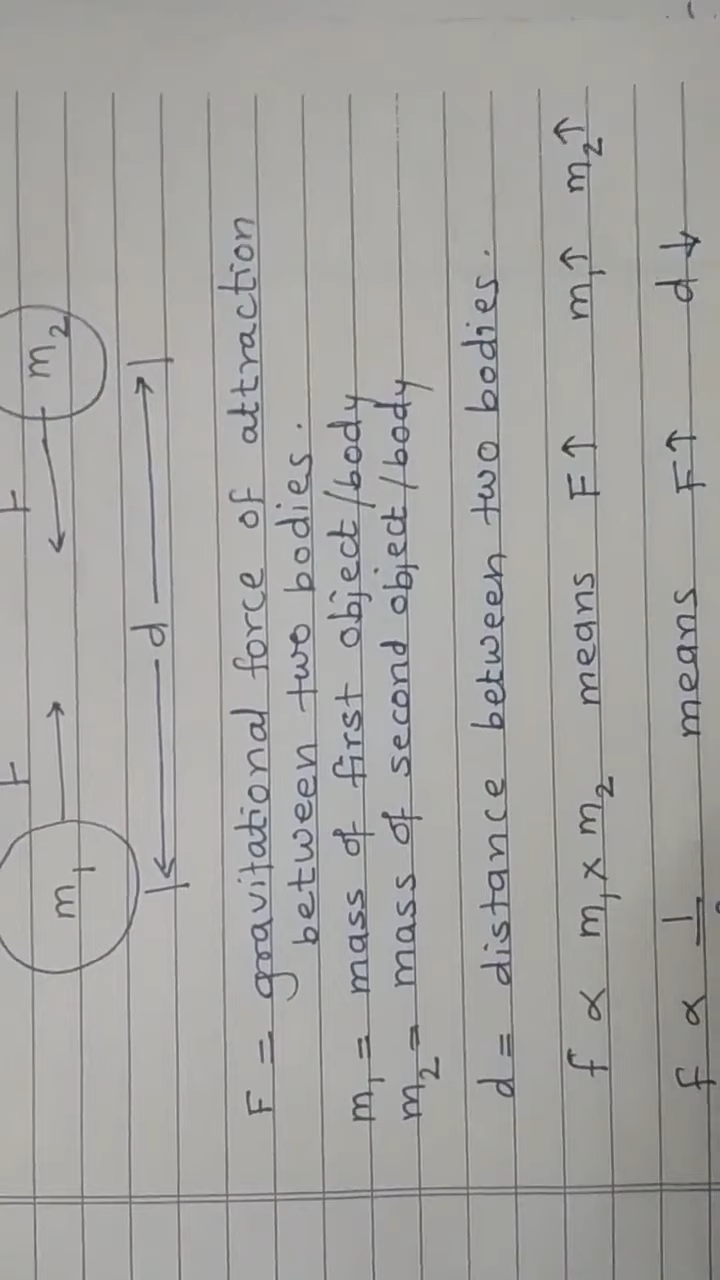 F F
m₁ m₂
d
F = gravitational force of attraction
between two bodies.
m₁ = mass of first object/body
m₂ = mass of second object/body
d = distance between two bodies.
f ∝ m₁ x m₂ means F↑ m₁↑ m₂↑
f ∝ 1/ means F↑ d↓